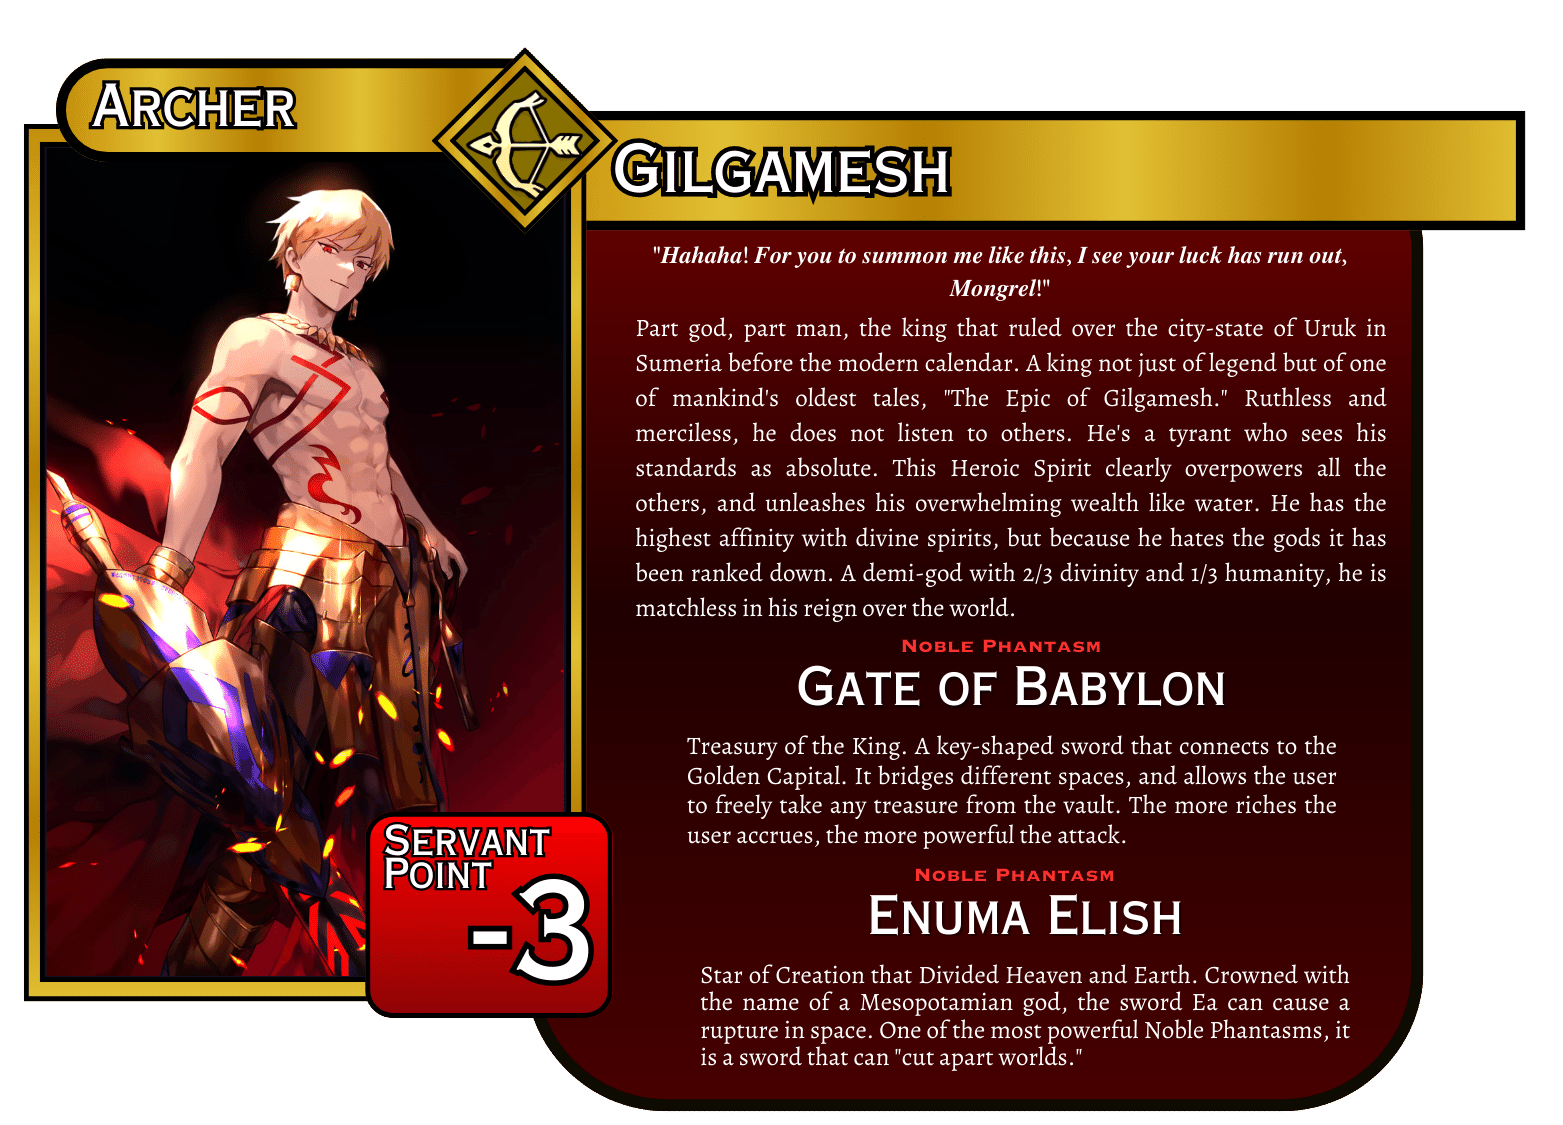 ARCHER
GILGAMESH
"Hahaha! For you to summon me like this, I see your luck has run out,
Mongrel!"
Part god, part man, the king that ruled over the city-state of Uruk in
Sumeria before the modern calendar. A king not just of legend but of one
of mankind's oldest tales, "The Epic of Gilgamesh." Ruthless and
merciless, he does not listen to others. He's a tyrant who sees his
standards as absolute. This Heroic Spirit clearly overpowers all the
others, and unleashes his overwhelming wealth like water. He has the
highest affinity with divine spirits, but because he hates the gods it has
been ranked down. A demi-god with 2/3 divinity and 1/3 humanity, he is
matchless in his reign over the world.
NOBLE PHANTASM
GATE OF BABYLON
Treasury of the King. A key-shaped sword that connects to the
Golden Capital. It bridges different spaces, and allows the user
to freely take any treasure from the vault. The more riches the
user accrues, the more powerful the attack.
NOBLE PHANTASM
ENUMA ELISH
Star of Creation that Divided Heaven and Earth. Crowned with
the name of a Mesopotamian god, the sword Ea can cause a
rupture in space. One of the most powerful Noble Phantasms, it
is a sword that can "cut apart worlds."
SERVANT
POINT
-3